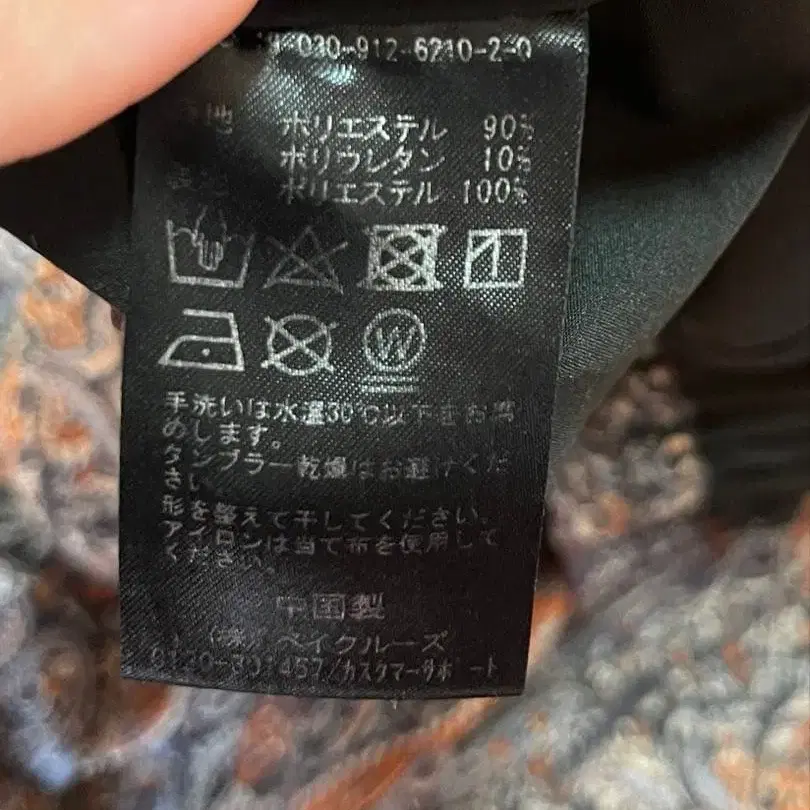 030-912-6210-2-0
地 ポリエステル 90%
ポリウレタン 10%
ポリエステル 100%
W
手洗いは水温30℃以下をお薦
めします。
タンブラー乾燥はお避けくだ
さい。
形を整えて干してください。
アイロンは当て布を使用して
ください。
中国製
(株)ベイクルーズ
/カスタマーサポート